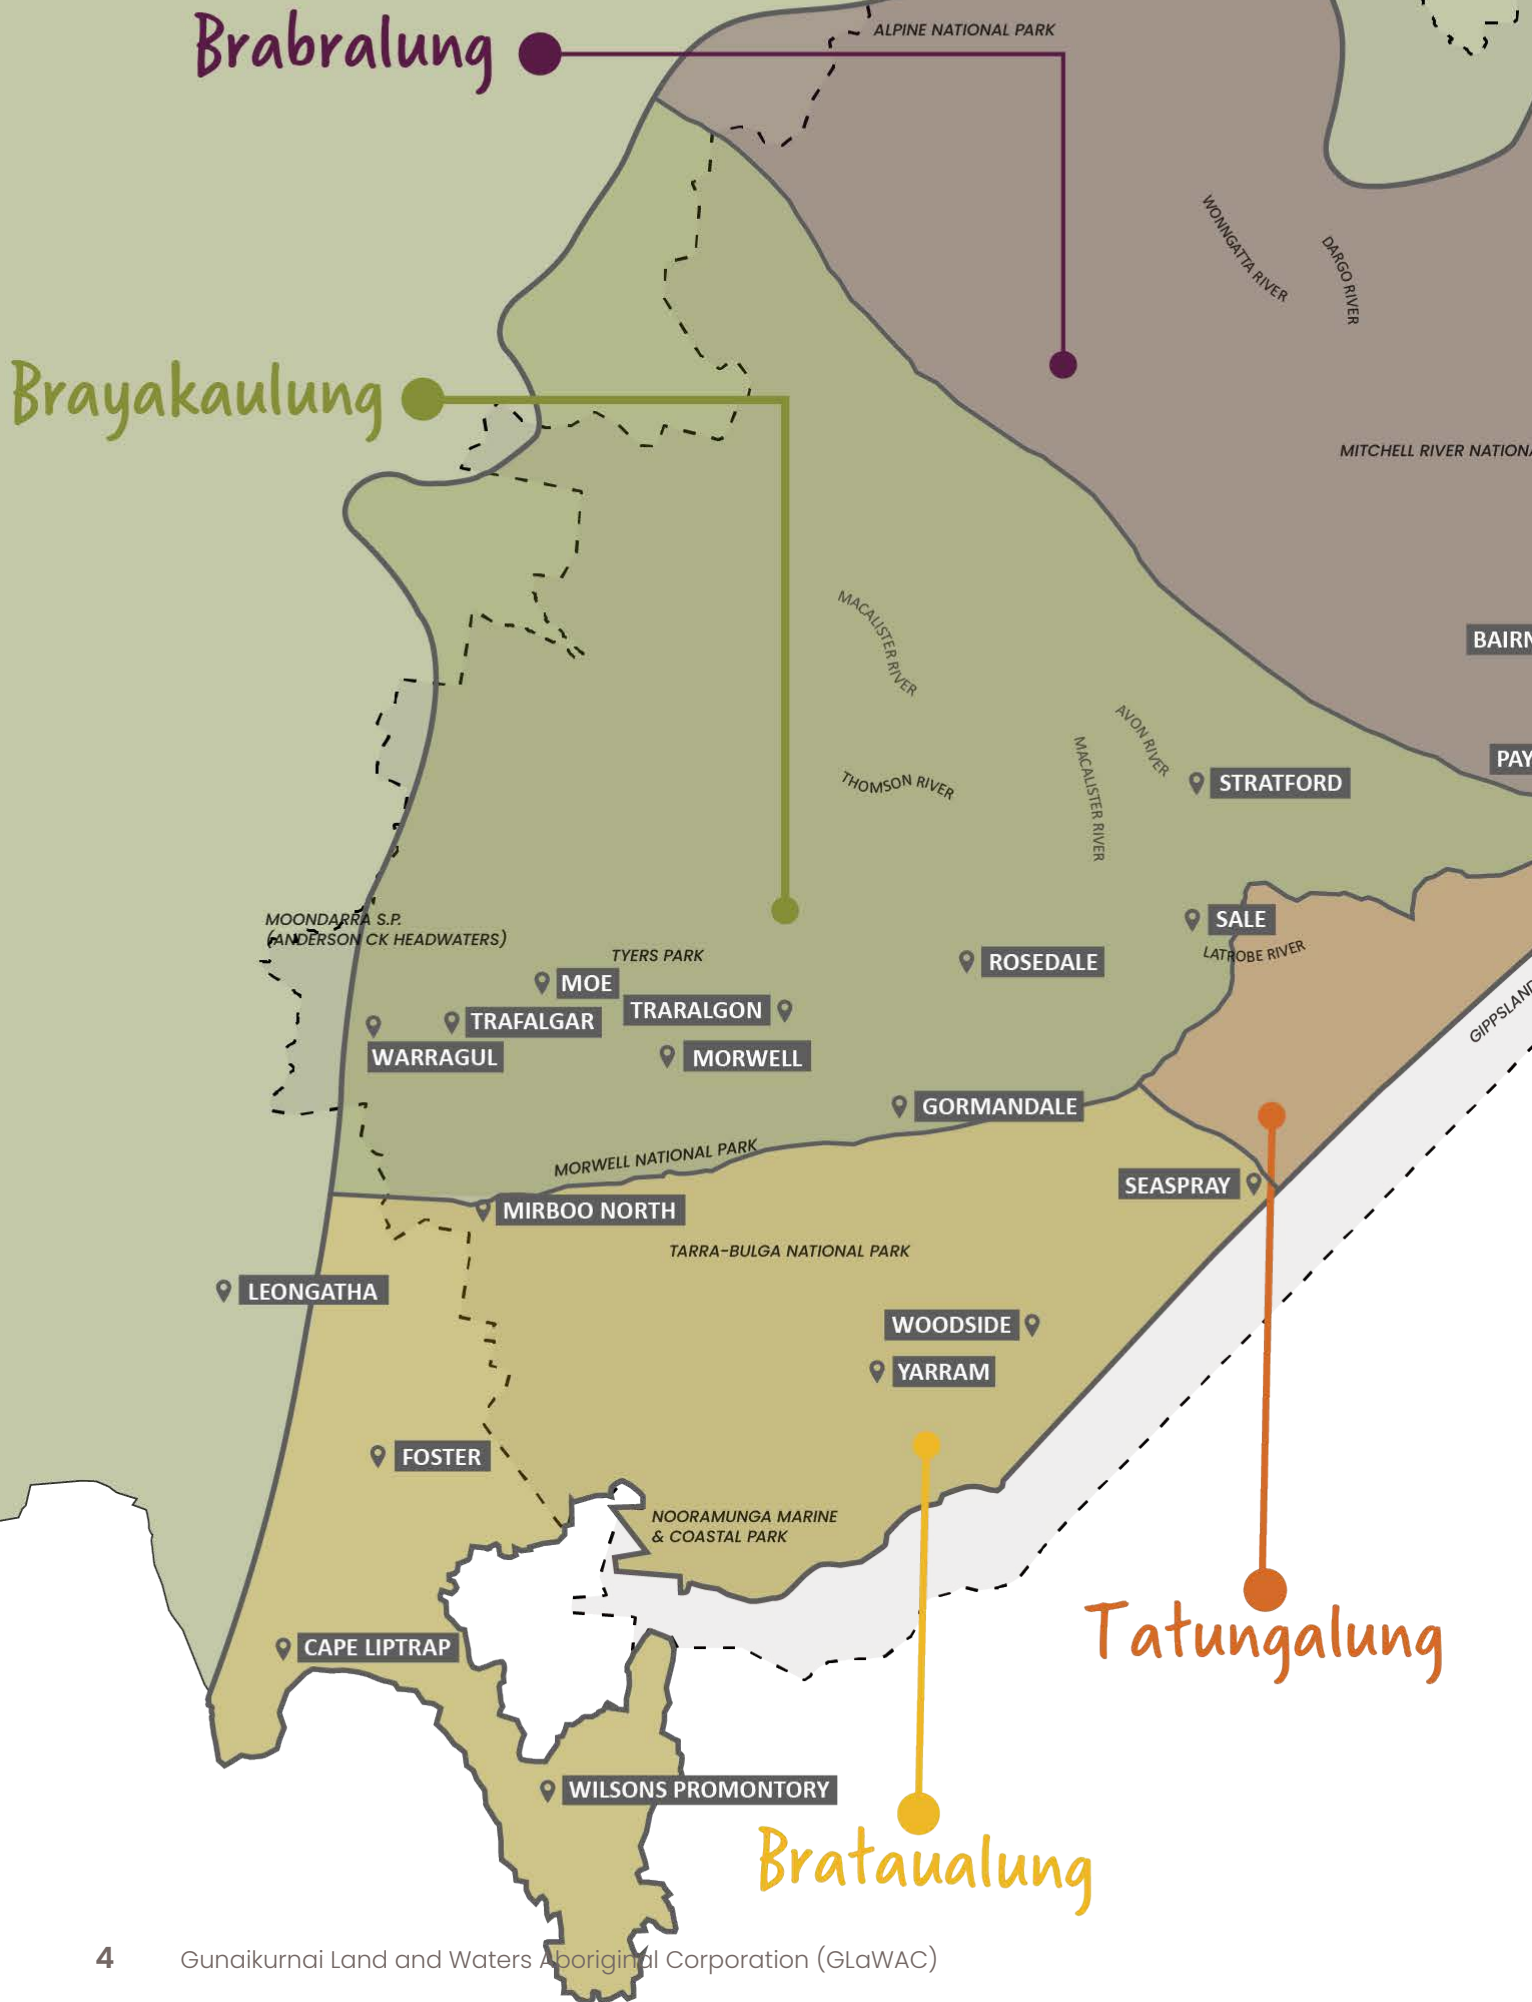 ALPINE NATIONAL PARK
Brabralung
WONNGATTA RIVER
DARGO RIVER
Brayakaulung
MITCHELL RIVER NATIONA
MACALISTER RIVER
BAIRN
AVON RIVER
MACALISTER RIVER
PAY
THOMSON RIVER
STRATFORD
MOONDARRA S.P.
(ANDERSON CK HEADWATERS)
SALE
LATROBE RIVER
TYERS PARK
ROSEDALE
MOE
TRARALGON
TRAFALGAR
GIPPSLAND
WARRAGUL
MORWELL
GORMANDALE
MORWELL NATIONAL PARK
SEASPRAY
MIRBOO NORTH
TARRA-BULGA NATIONAL PARK
LEONGATHA
WOODSIDE
YARRAM
FOSTER
NOORAMUNGA MARINE
& COASTAL PARK
Tatungalung
CAPE LIPTRAP
WILSONS PROMONTORY
Brataualung
4 Gunaikurnai Land and Waters Aboriginal Corporation (GLaWAC)